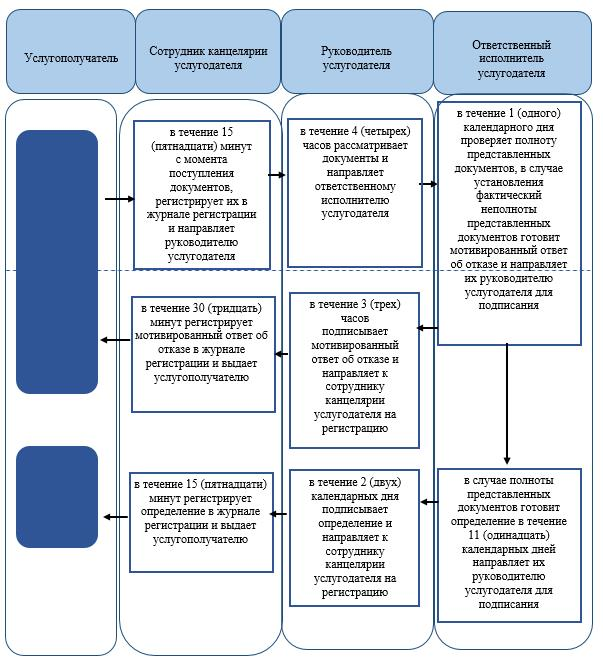 Услугополучатель
Сотрудник канцелярии
услугодателя
Руководитель
услугодателя
Ответственный
исполнитель
услугодателя
в течение 15
(пятнадцати) минут
с момента
поступления
документов,
регистрирует их в
журнале регистрации
и направляет
руководителю
услугодателя
в течение 4 (четырех)
часов рассматривает
документы и
направляет
ответственному
исполнителю
услугодателя
в течение 1 (одного)
календарного дня
проверяет полноту
представленных
документов, в случае
установления
фактический
неполноты
представленных
документов готовит
мотивированный ответ
об отказе и направляет
их руководителю
услугодателя для
подписания
в течение 30 (тридцать)
минут регистрирует
мотивированный ответ об
отказе в журнале
регистрации и выдает
услугополучателю
в течение 3 (трех)
часов
подписывает
мотивированный
ответ об отказе и
направляет к
сотруднику
канцелярии
услугодателя на
регистрацию
в течение 15 (пятнадцати)
минут регистрирует
определение в журнале
регистрации и выдает
услугополучателю
в течение 2 (двух)
календарных дня
подписывает
определение и
направляет к
сотруднику
канцелярии
услугодателя на
регистрацию
в случае полноты
представленных
документов готовит
определение в течение
11 (одинадцать)
календарных дней
направляет их
руководителю
услугодателя для
подписания